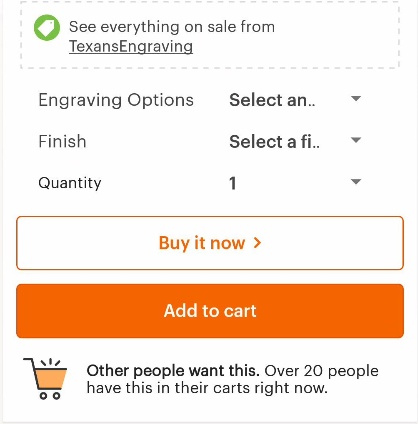 See everything on sale from
TexansEngraving
Engraving Options Select an..
Finish Select a fi..
Quantity 1
Buy it now >
Add to cart
Other people want this. Over 20 people
have this in their carts right now.